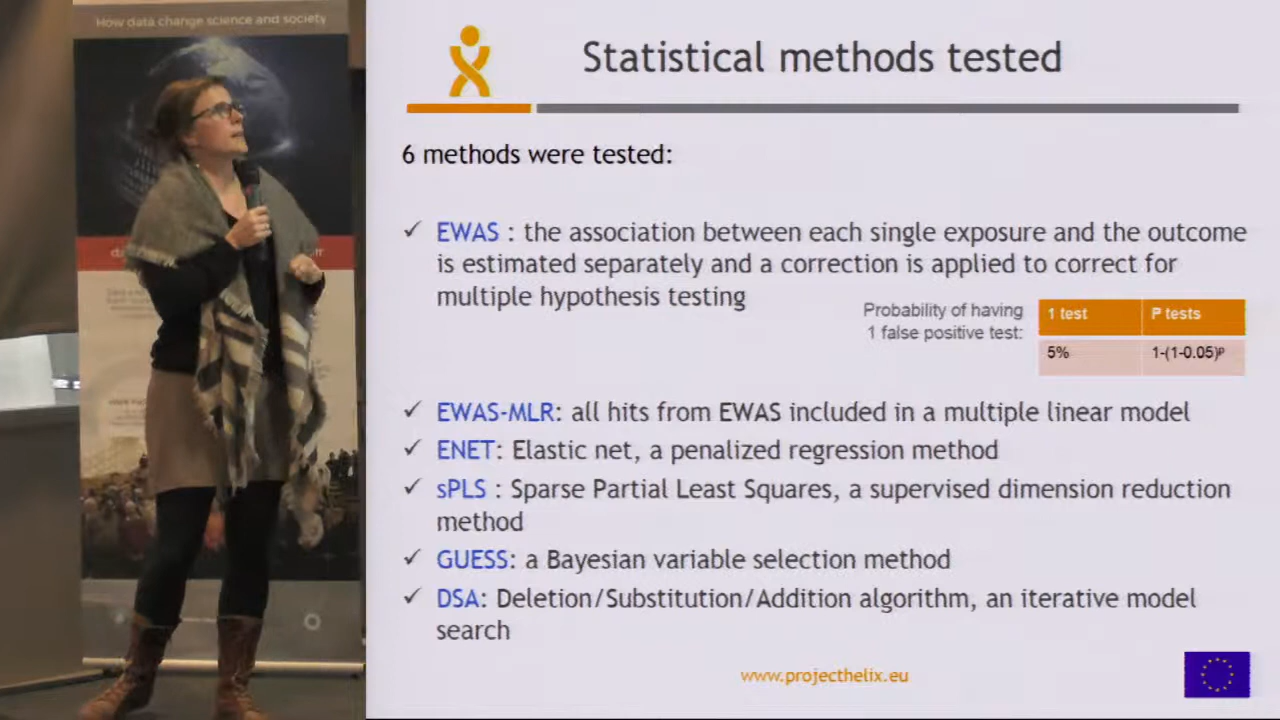 How data change science and society
Statistical methods tested
6 methods were tested:
✓ EWAS : the association between each single exposure and the outcome
is estimated separately and a correction is applied to correct for
multiple hypothesis testing
Probability of having
1 false positive test:
1 test P tests
5% 1-(1-0.05)ᵖ
✓ EWAS-MLR: all hits from EWAS included in a multiple linear model
✓ ENET: Elastic net, a penalized regression method
✓ sPLS : Sparse Partial Least Squares, a supervised dimension reduction
method
✓ GUESS: a Bayesian variable selection method
✓ DSA: Deletion/Substitution/Addition algorithm, an iterative model
search
www.projecthelix.eu